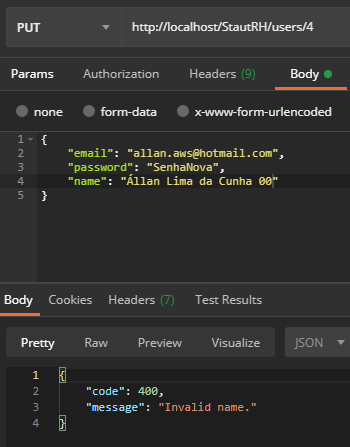 PUT http://localhost/StautRH/users/4
Params Authorization Headers (9) Body
none form-data x-www-form-urlencoded
1 {
2 "email": "allan.aws@hotmail.com",
3 "password": "SenhaNova",
4 "name": "Állan Lima da Cunha 00"
5 }
Body Cookies Headers (7) Test Results
Pretty Raw Preview Visualize JSON
1 {
2 "code": 400,
3 "message": "Invalid name."
4 }